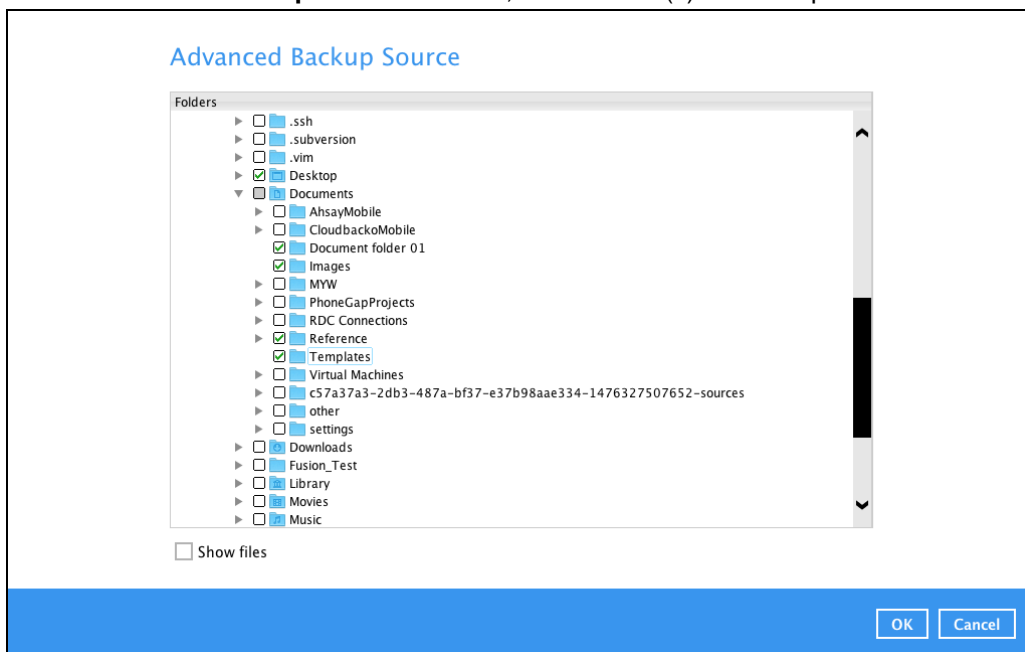 Advanced Backup Source
Folders
.ssh
.subversion
.vim
Desktop
Documents
AhsayMobile
CloudbackoMobile
Document folder 01
Images
MYW
PhoneGapProjects
RDC Connections
Reference
Templates
Virtual Machines
c57a37a3-2db3-487a-bf37-e37b98aae334-1476327507652-sources
other
settings
Downloads
Fusion_Test
Library
Movies
Music
Show files
OK Cancel